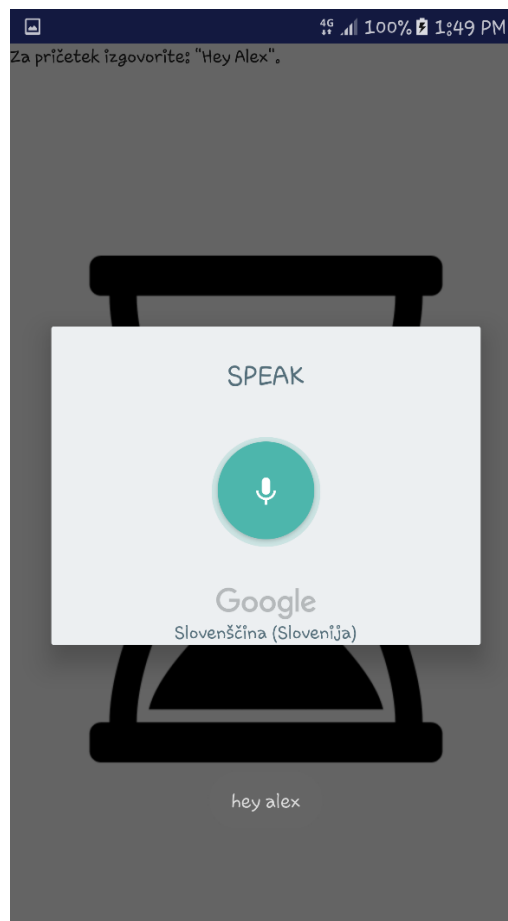 4G 100% 1:49 PM
Za pričetek izgovorite: "Hey Alex".
SPEAK
Google
Slovenščina (Slovenija)
hey alex